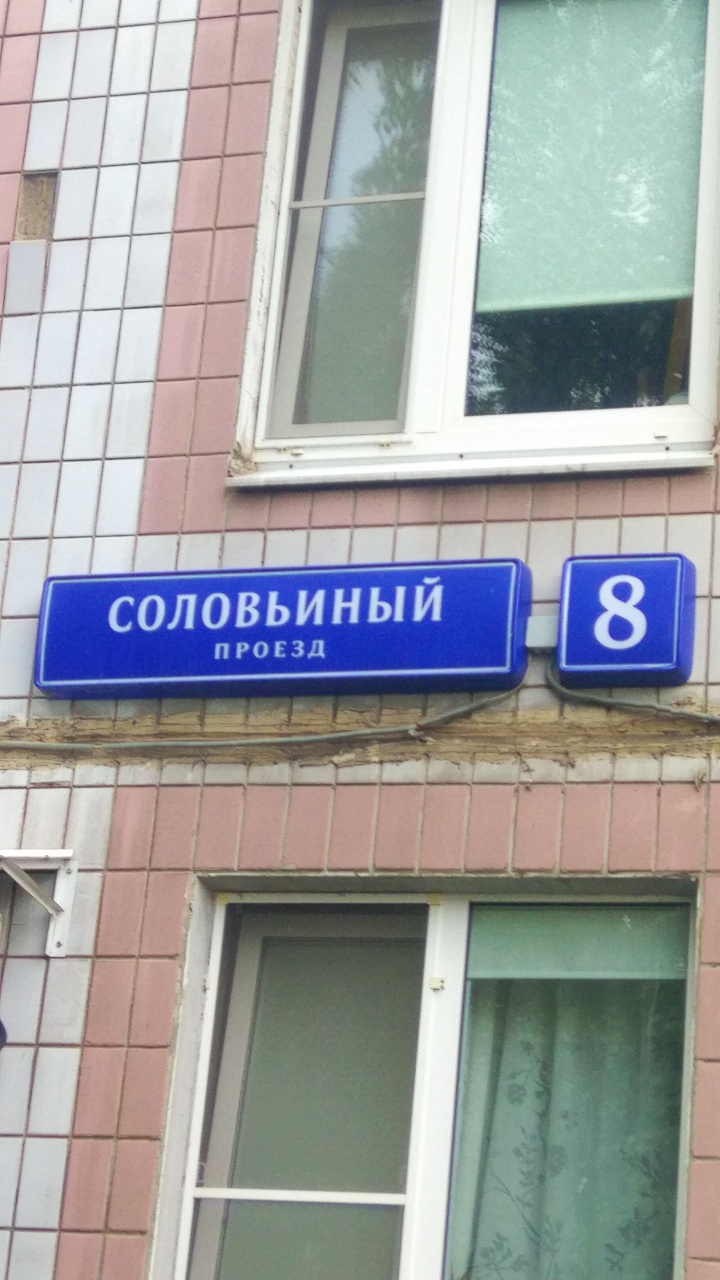 СОЛОВЬИНЫЙ
ПРОЕЗД
8